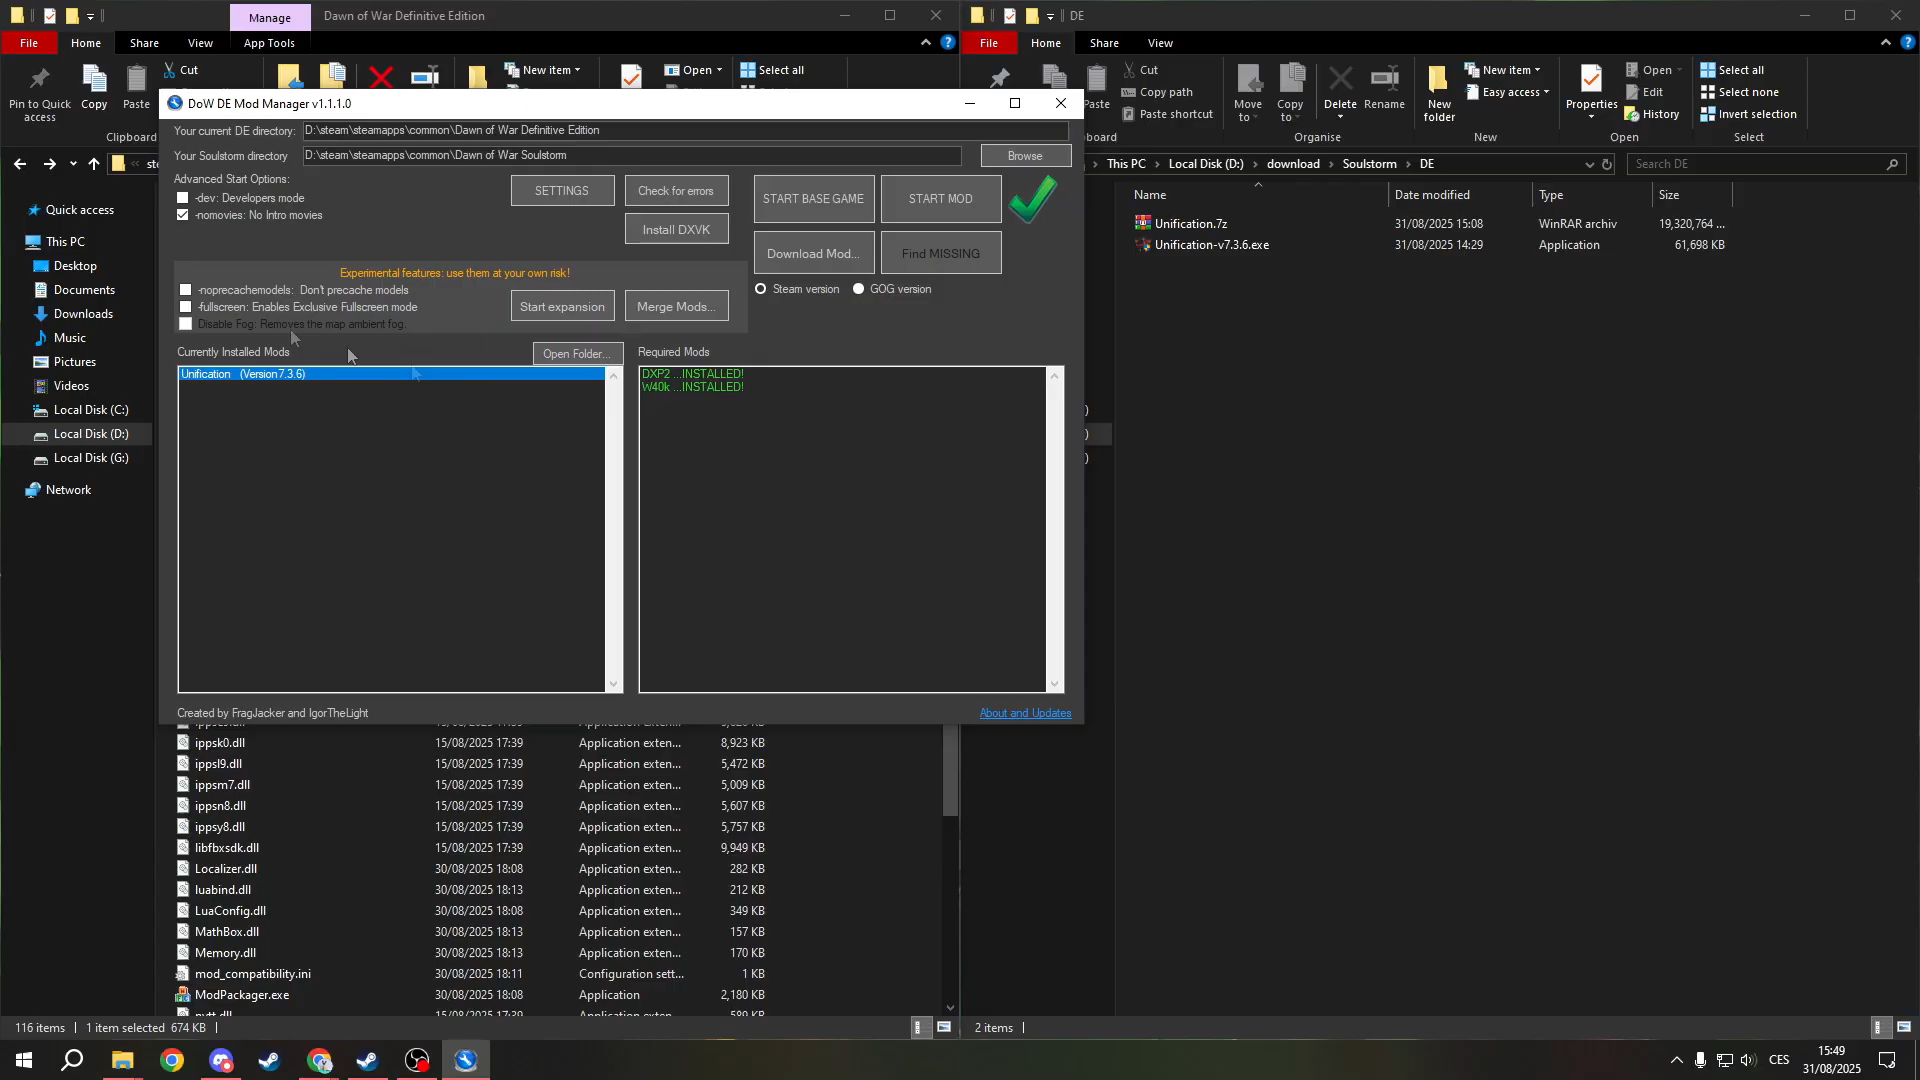 Manage
Dawn of War Definitive Edition
File
Home
Share
View
App Tools
Pin to Quick access
Copy
Paste
Cut
New item
Open
Select all
Clipboard
DE
File
Home
Share
View
Paste
Cut
Copy path
Paste shortcut
Move to
Copy to
Delete
Rename
New folder
New item
Easy access
Properties
Open
Edit
History
Select all
Select none
Invert selection
Organise
New
Open
Select
This PC
Local Disk (D:)
download
Soulstorm
DE
Search DE
Name
Date modified
Type
Size
Unification.7z
31/08/2025 15:08
WinRAR archiv
19,320,764 ...
Unification-v7.3.6.exe
31/08/2025 14:29
Application
61,698 KB
Quick access
This PC
Desktop
Documents
Downloads
Music
Pictures
Videos
Local Disk (C:)
Local Disk (D:)
Local Disk (G:)
Network
DoW DE Mod Manager v1.1.1.0
Your current DE directory:
D:\steam\steamapps\common\Dawn of War Definitive Edition
Your Soulstorm directory
D:\steam\steamapps\common\Dawn of War Soulstorm
Browse
Advanced Start Options:
-dev: Developers mode
-nomovies: No Intro movies
SETTINGS
Check for errors
Install DXVK
START BASE GAME
START MOD
Download Mod...
Find MISSING
Steam version
GOG version
Experimental features: use them at your own risk!
-noprecachemodels: Don't precache models
-fullscreen: Enables Exclusive Fullscreen mode
Disable Fog: Removes the map ambient fog.
Start expansion
Merge Mods...
Currently Installed Mods
Open Folder...
Required Mods
Unification (Version7.3.6)
DXP2 ...INSTALLED!
W40k ...INSTALLED!
Created by FragJacker and IgorTheLight
About and Updates
ippsk0.dll 15/08/2025 17:39 Application exten... 8,923 KB
ippsl9.dll 15/08/2025 17:39 Application exten... 5,472 KB
ippsm7.dll 15/08/2025 17:39 Application exten... 5,009 KB
ippsn8.dll 15/08/2025 17:39 Application exten... 5,607 KB
ippsy8.dll 15/08/2025 17:39 Application exten... 5,757 KB
libfbxsdk.dll 15/08/2025 17:39 Application exten... 9,949 KB
Localizer.dll 30/08/2025 18:08 Application exten... 282 KB
luabind.dll 30/08/2025 18:13 Application exten... 212 KB
LuaConfig.dll 30/08/2025 18:08 Application exten... 349 KB
MathBox.dll 30/08/2025 18:13 Application exten... 157 KB
Memory.dll 30/08/2025 18:13 Application exten... 170 KB
mod_compatibility.ini 30/08/2025 18:11 Configuration sett... 1 KB
ModPackager.exe 30/08/2025 18:08 Application 2,180 KB
116 items
1 item selected 674 KB
2 items
CES
15:49
31/08/2025